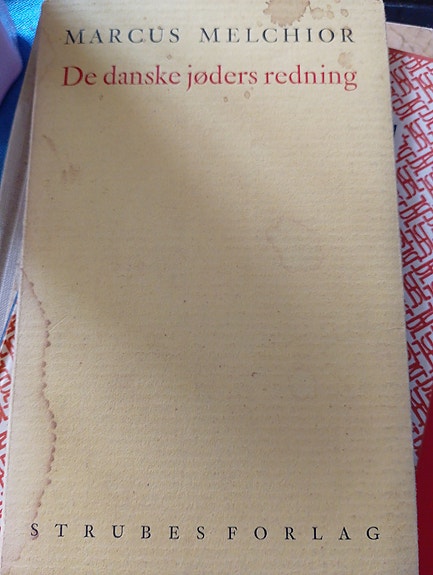 MARCUS MELCHIOR
De danske jøders redning
STRUBES FORLAG